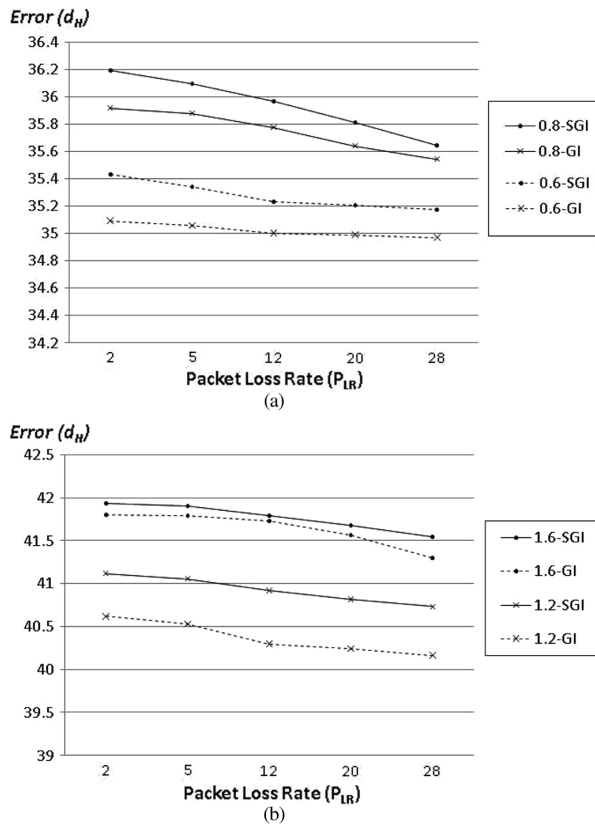 Error (dH)
36.4
36.2
36
35.8
35.6
35.4
35.2
35
34.8
34.6
34.4
34.2
2 5 12 20 28
Packet Loss Rate (PLR)
0.8-SGI
0.8-GI
0.6-SGI
0.6-GI
(a)
Error (dH)
42.5
42
41.5
41
40.5
40
39.5
39
2 5 12 20 28
Packet Loss Rate (PLR)
1.6-SGI
1.6-GI
1.2-SGI
1.2-GI
(b)